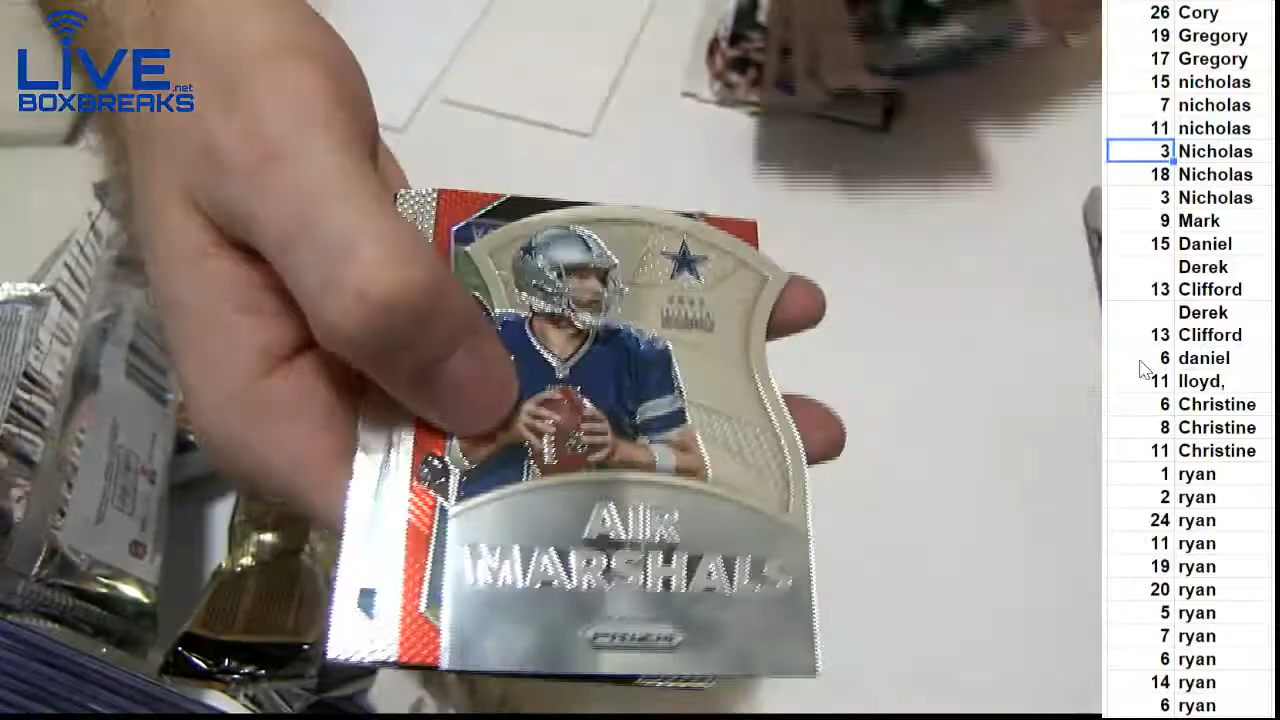 LIVE
.net
BOXBREAKS
AIR
MARSHALS
PRIZM
26 Cory
19 Gregory
17 Gregory
15 nicholas
7 nicholas
11 nicholas
3 Nicholas
18 Nicholas
3 Nicholas
9 Mark
15 Daniel
Derek
13 Clifford
Derek
13 Clifford
6 daniel
11 lloyd,
6 Christine
8 Christine
11 Christine
1 ryan
2 ryan
24 ryan
11 ryan
19 ryan
20 ryan
5 ryan
7 ryan
6 ryan
14 ryan
6 ryan